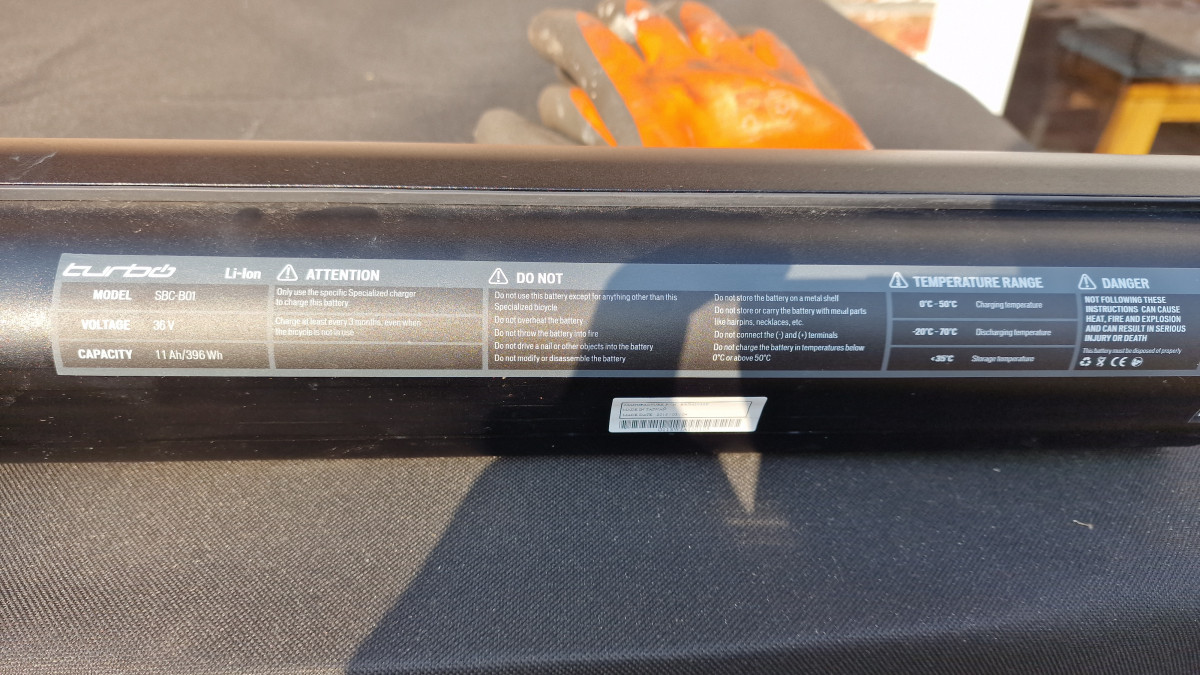 turbo
Li-Ion
MODEL SBC-B01
VOLTAGE 36 V
CAPACITY 11 Ah/396 Wh
ATTENTION
Only use the specific Specialized charger
to charge this battery
Charge at least every 3 months, even when
the bicycle is not in use.
DO NOT
Do not use this battery except for anything other than this
Specialized bicycle
Do not overheat the battery
Do not throw the battery into fire
Do not drive a nail or other objects into the battery
Do not modify or disassemble the battery
Do not store the battery on a metal shelf
Do not store or carry the battery with metal parts
like hairpins, necklaces, etc.
Do not connect the (-) and (+) terminals
Do not charge the battery in temperatures below
0°C or above 50°C
TEMPERATURE RANGE
0°C - 50°C Charging temperature
-20°C - 70°C Discharging temperature
<35°C Storage temperature
DANGER
NOT FOLLOWING THESE
INSTRUCTIONS CAN CAUSE
HEAT, FIRE AND EXPLOSION
AND CAN RESULT IN SERIOUS
INJURY OR DEATH
This battery must be disposed of properly
CE